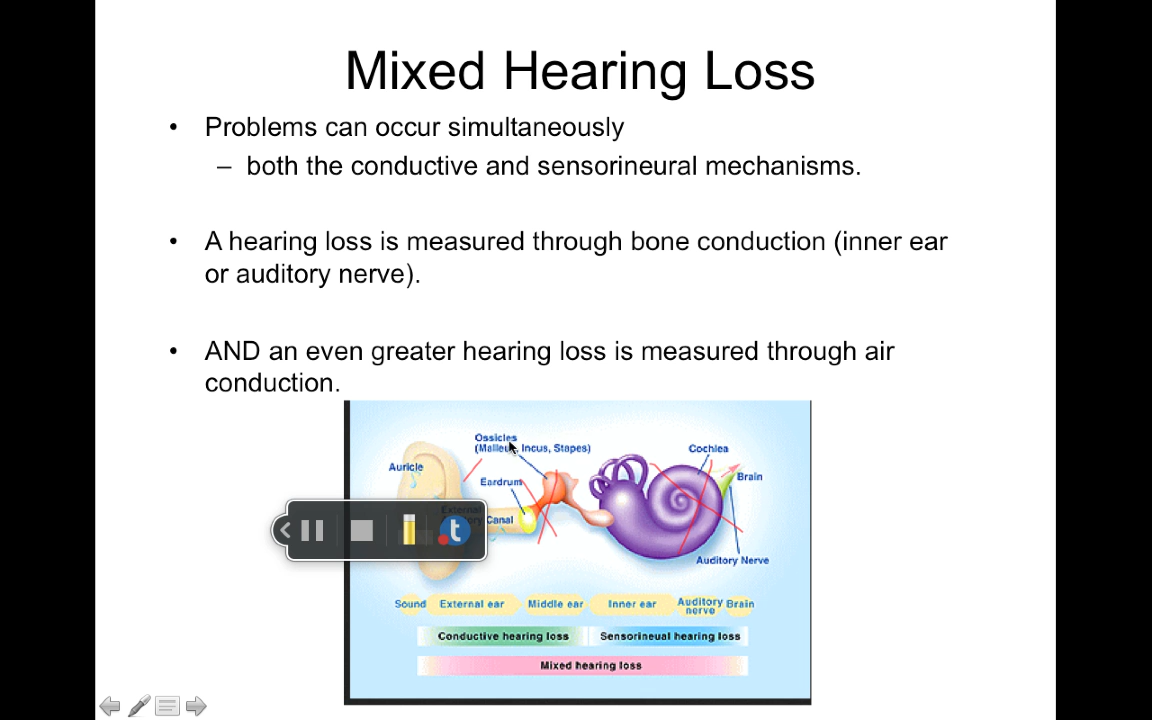 Mixed Hearing Loss
• Problems can occur simultaneously
– both the conductive and sensorineural mechanisms.
• A hearing loss is measured through bone conduction (inner ear
or auditory nerve).
• AND an even greater hearing loss is measured through air
conduction.
Ossicles
(Malleus, Incus, Stapes)
Cochlea
Auricle
Brain
Eardrum
External
Canal
Auditory Nerve
Sound External ear Middle ear Inner ear Auditory nerve Brain
Conductive hearing loss Sensorineual hearing loss
Mixed hearing loss
t